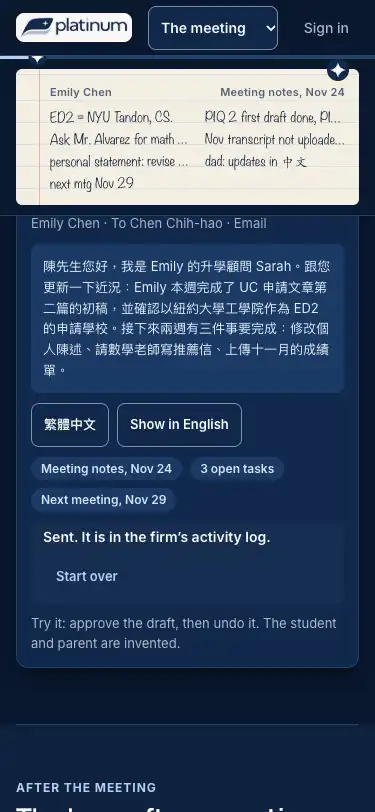 platinum
The meeting
Sign in
Emily Chen
Meeting notes, Nov 24
ED2 = NYU Tandon, CS.
PIQ 2 first draft done, PI...
Ask Mr. Alvarez for math ...
Nov transcript not uploade...
personal statement: revise ...
dad: updates in 中文
next mtg Nov 29
Emily Chen · To Chen Chih-hao · Email
陳先生您好，我是 Emily 的升學顧問 Sarah。跟您
更新一下近況：Emily 本週完成了 UC 申請文章第
二篇的初稿，並確認以紐約大學工學院作為 ED2
的申請學校。接下來兩週有三件事要完成：修改個
人陳述、請數學老師寫推薦信、上傳十一月的成績
單。
繁體中文
Show in English
Meeting notes, Nov 24
3 open tasks
Next meeting, Nov 29
Sent. It is in the firm’s activity log.
Start over
Try it: approve the draft, then undo it. The student
and parent are invented.
AFTER THE MEETING